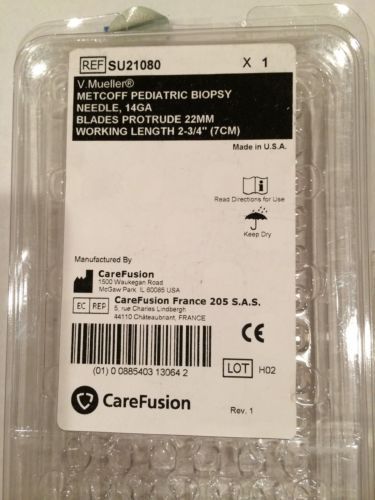 REF SU21080 X 1
V.Mueller®
METCOFF PEDIATRIC BIOPSY
NEEDLE, 14GA
BLADES PROTRUDE 22MM
WORKING LENGTH 2-3/4" (7CM)
Made in U.S.A.
Read Directions for Use
Keep Dry
Manufactured By
CareFusion
1500 Waukegan Road
McGaw Park, IL 60085 USA
EC REP CareFusion France 205 S.A.S.
5, rue Charles Lindbergh
44110 Châteaubriant, FRANCE
CE
(01) 0 0885403 13064 2
LOT H02
CareFusion
Rev. 1